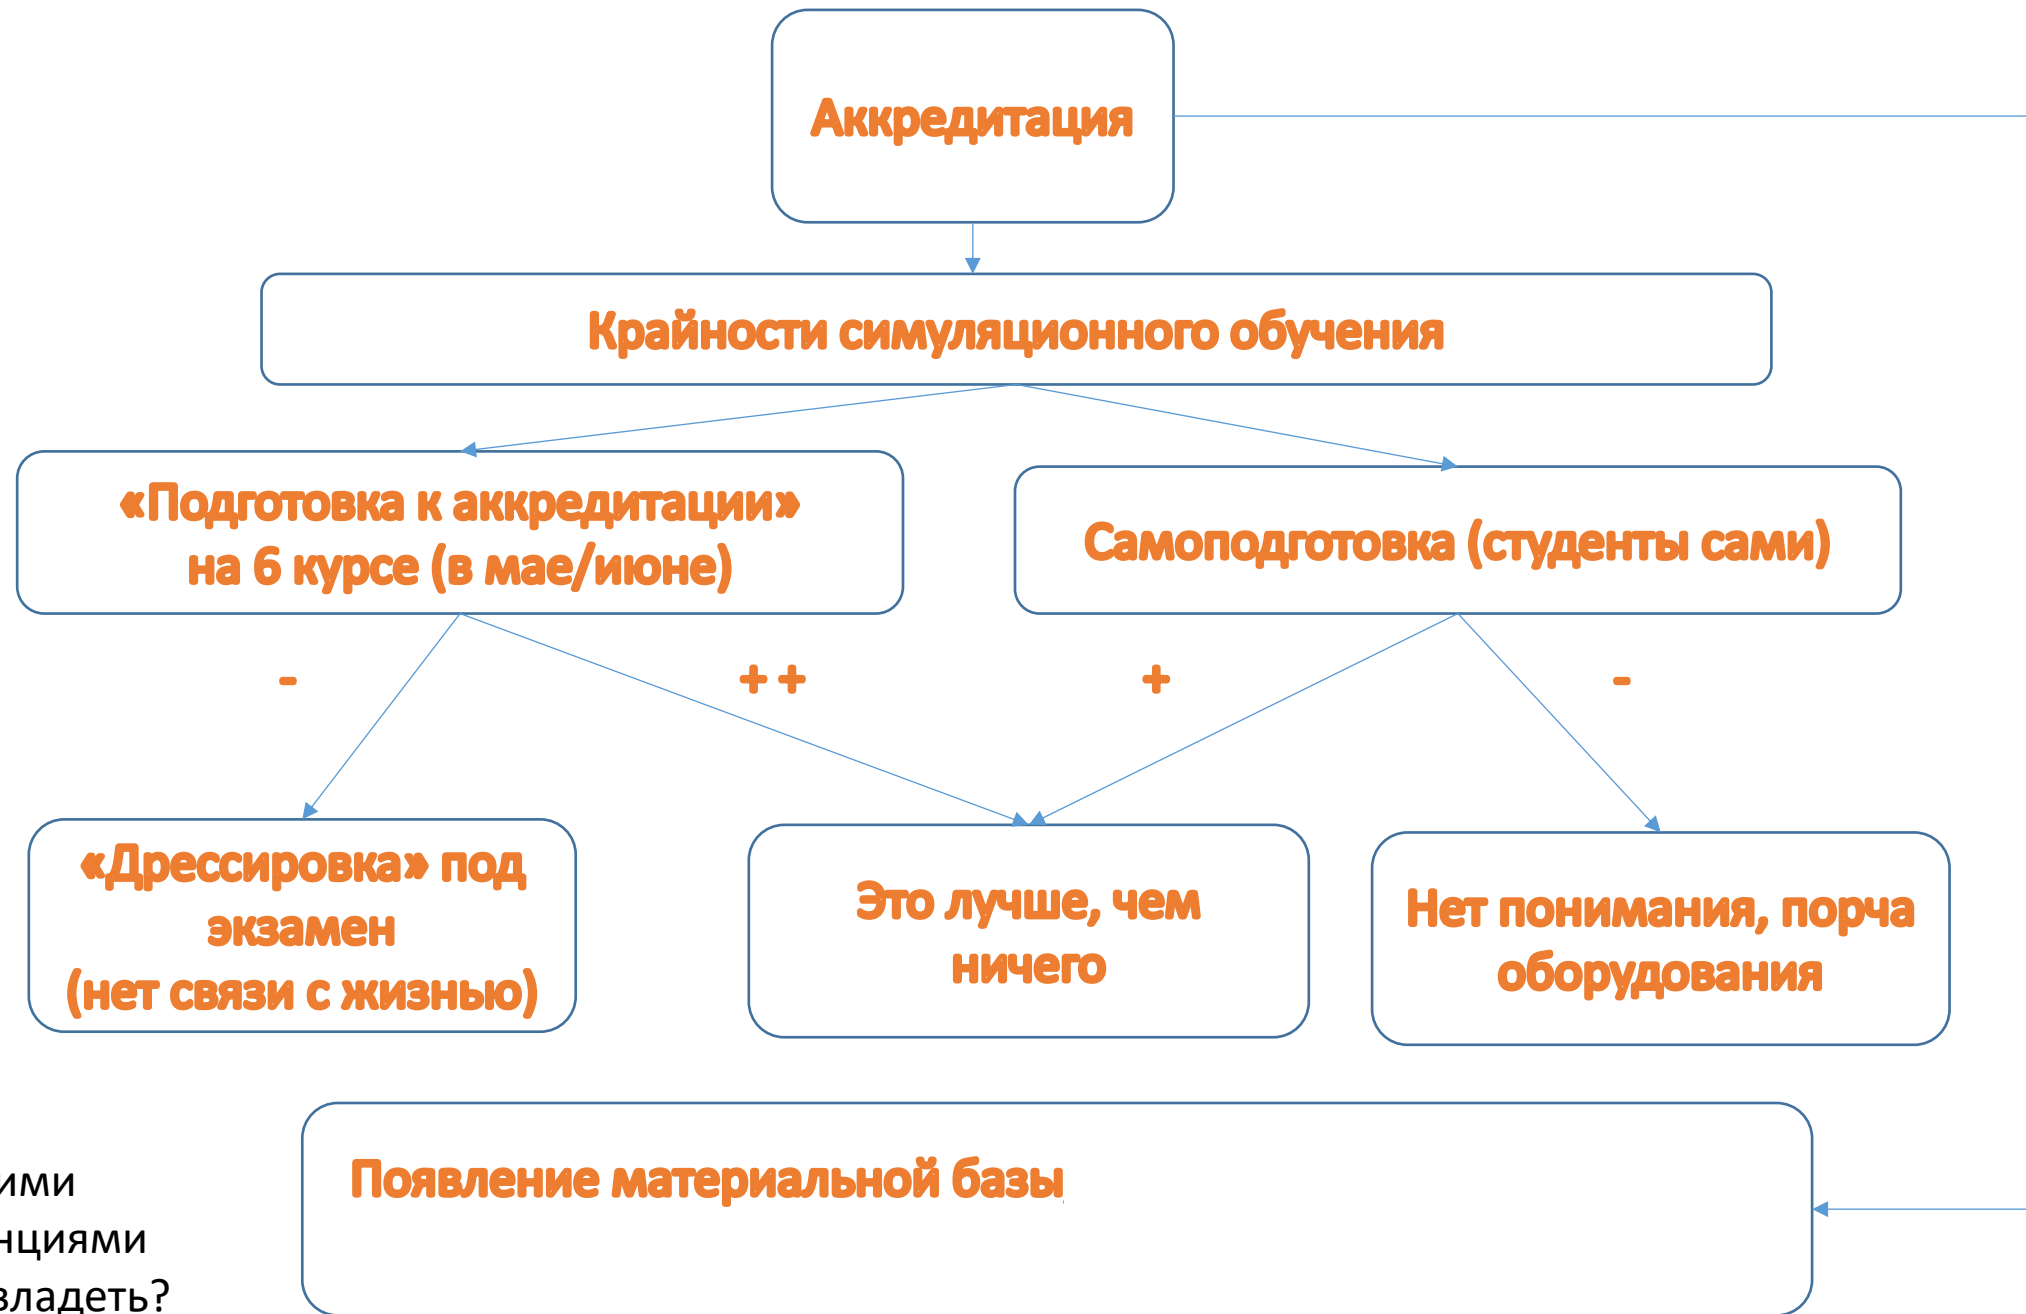 Аккредитация
Крайности симуляционного обучения
«Подготовка к аккредитации»
на 6 курсе (в мае/июне)
Самоподготовка (студенты сами)
-
++
+
-
«Дрессировка» под
экзамен
(нет связи с жизнью)
Это лучше, чем
ничего
Нет понимания, порча
оборудования
Появление материальной базы
ими
нциями
владеть?